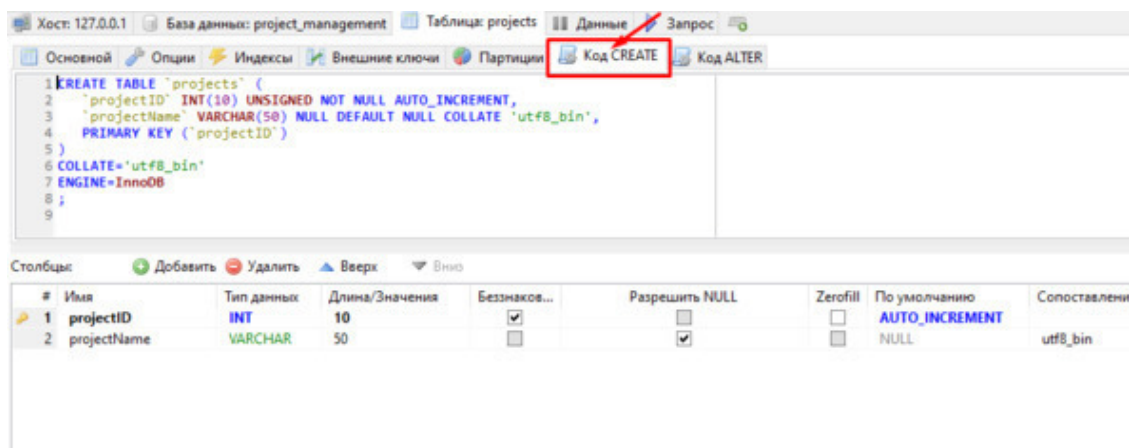 Хост: 127.0.0.1 База данных: project_management Таблица: projects Данные Запрос
Основной Опции Индексы Внешние ключи Партиции Код CREATE Код ALTER
1 CREATE TABLE `projects` (
2 `projectID` INT(10) UNSIGNED NOT NULL AUTO_INCREMENT,
3 `projectName` VARCHAR(50) NULL DEFAULT NULL COLLATE 'utf8_bin',
4 PRIMARY KEY (`projectID`)
5 )
6 COLLATE='utf8_bin'
7 ENGINE=InnoDB
8 ;
9
Столбцы: Добавить Удалить Вверх Вниз
# Имя Тип данных Длина/Значения Беззнаков... Разрешить NULL Zerofill По умолчанию Сопоставлени
1 projectID INT 10 AUTO_INCREMENT
2 projectName VARCHAR 50 NULL utf8_bin